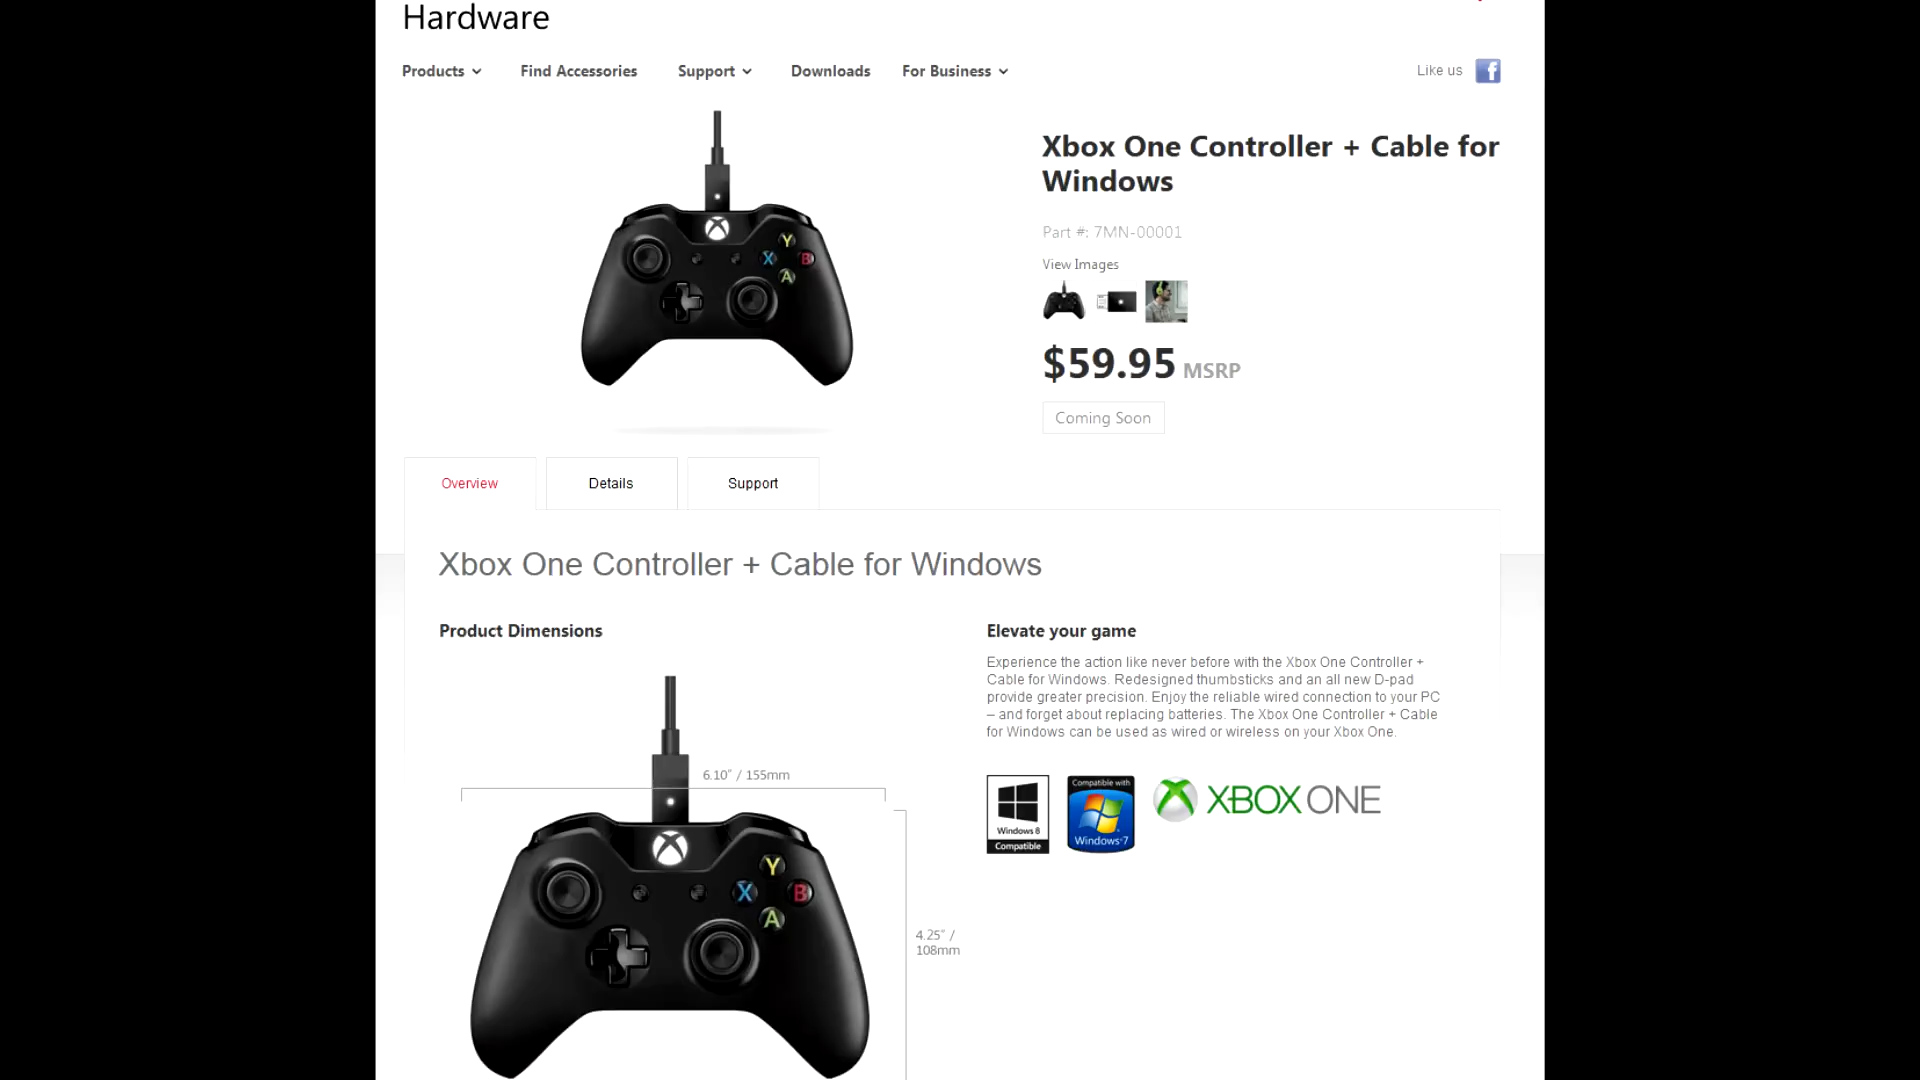 Hardware
Products
Find Accessories
Support
Downloads
For Business
Like us
f
Xbox One Controller + Cable for
Windows
Part #: 7MN-00001
View Images
$59.95 MSRP
Coming Soon
Y
X
B
A
Overview
Details
Support
Xbox One Controller + Cable for Windows
Product Dimensions
6.10" / 155mm
4.25" /
108mm
Y
X
B
A
Elevate your game
Experience the action like never before with the Xbox One Controller +
Cable for Windows. Redesigned thumbsticks and an all new D-pad
provide greater precision. Enjoy the reliable wired connection to your PC
– and forget about replacing batteries. The Xbox One Controller + Cable
for Windows can be used as wired or wireless on your Xbox One.
Windows 8
Compatible
Compatible with
Windows 7
XBOX ONE